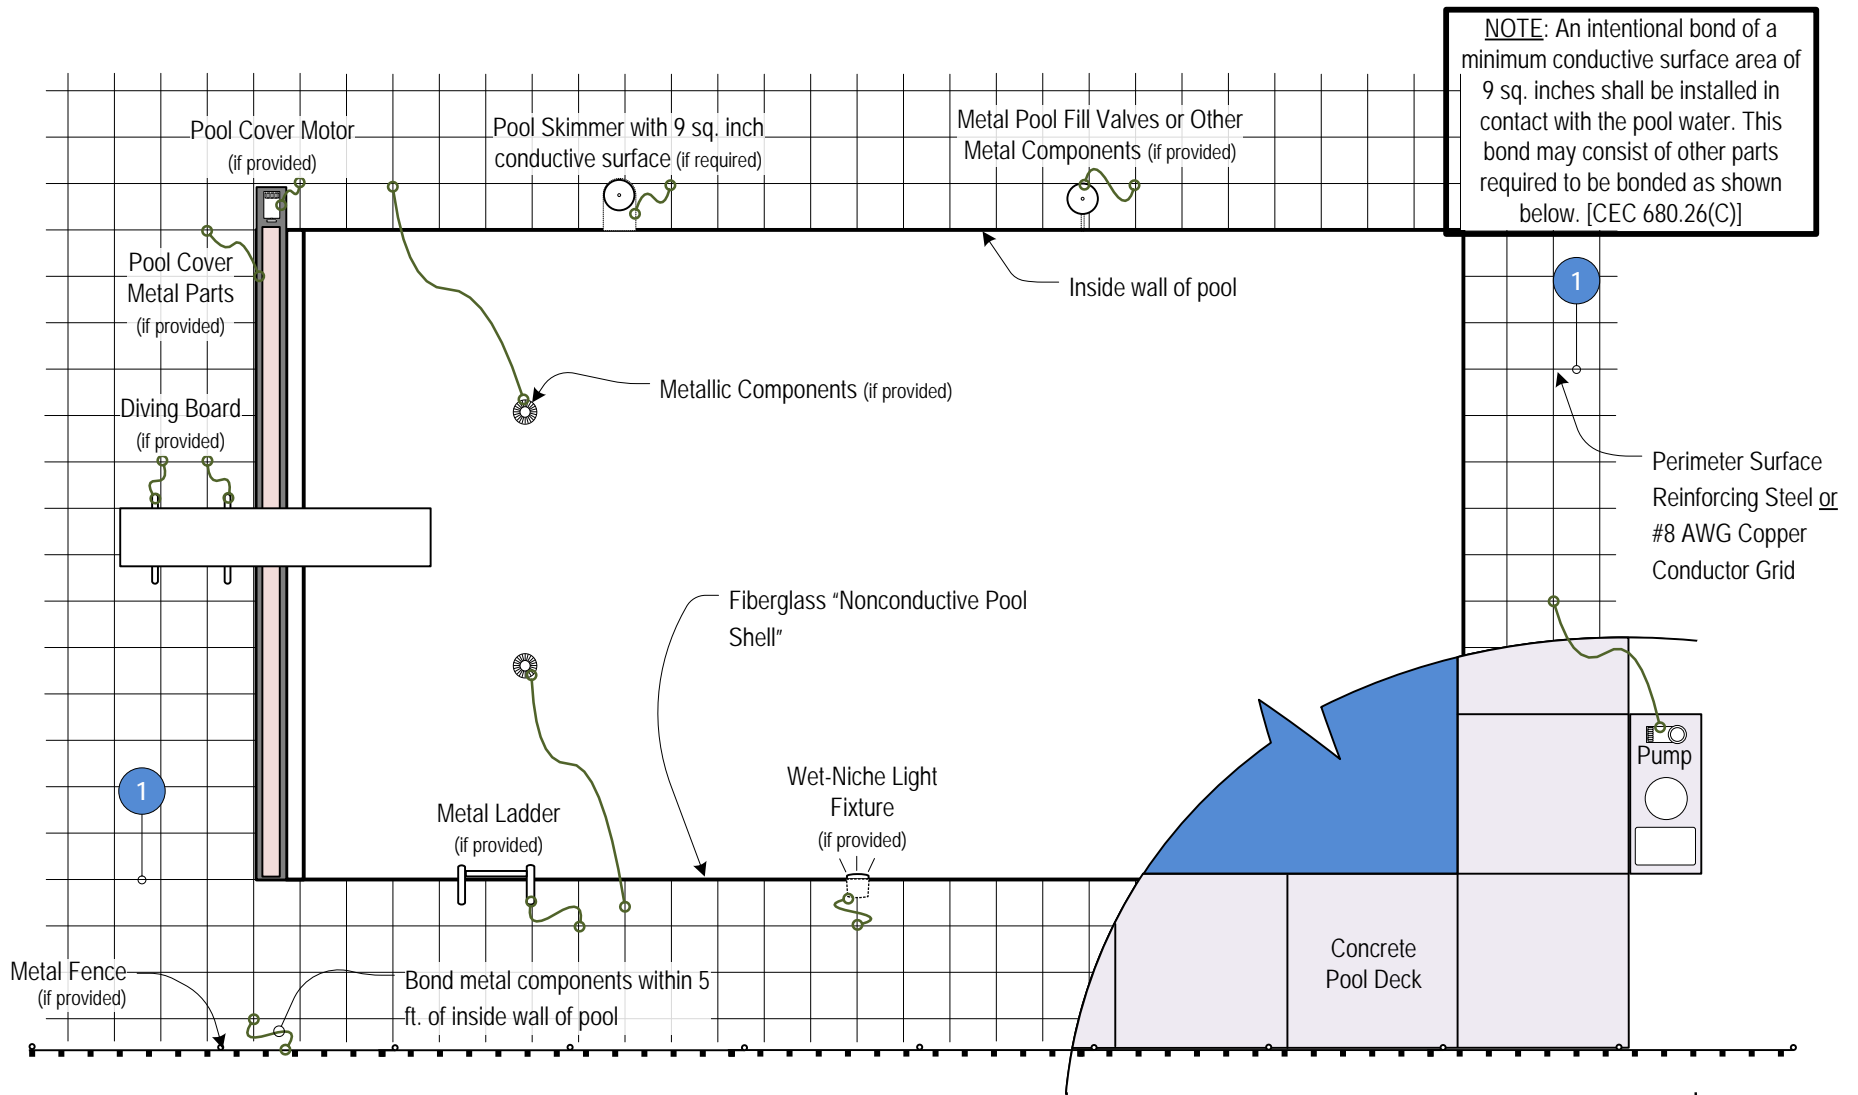 NOTE: An intentional bond of a
minimum conductive surface area of
9 sq. inches shall be installed in
contact with the pool water. This
bond may consist of other parts
required to be bonded as shown
below. [CEC 680.26(C)]
Pool Cover Motor
(if provided)
Pool Skimmer with 9 sq. inch
conductive surface (if required)
Metal Pool Fill Valves or Other
Metal Components (if provided)
Pool Cover
Metal Parts
(if provided)
Inside wall of pool
1
Metallic Components (if provided)
Diving Board
(if provided)
Perimeter Surface
Reinforcing Steel or
#8 AWG Copper
Conductor Grid
Fiberglass "Nonconductive Pool
Shell"
Pump
1
Metal Ladder
(if provided)
Wet-Niche Light
Fixture
(if provided)
Concrete
Pool Deck
Metal Fence
(if provided)
Bond metal components within 5
ft. of inside wall of pool